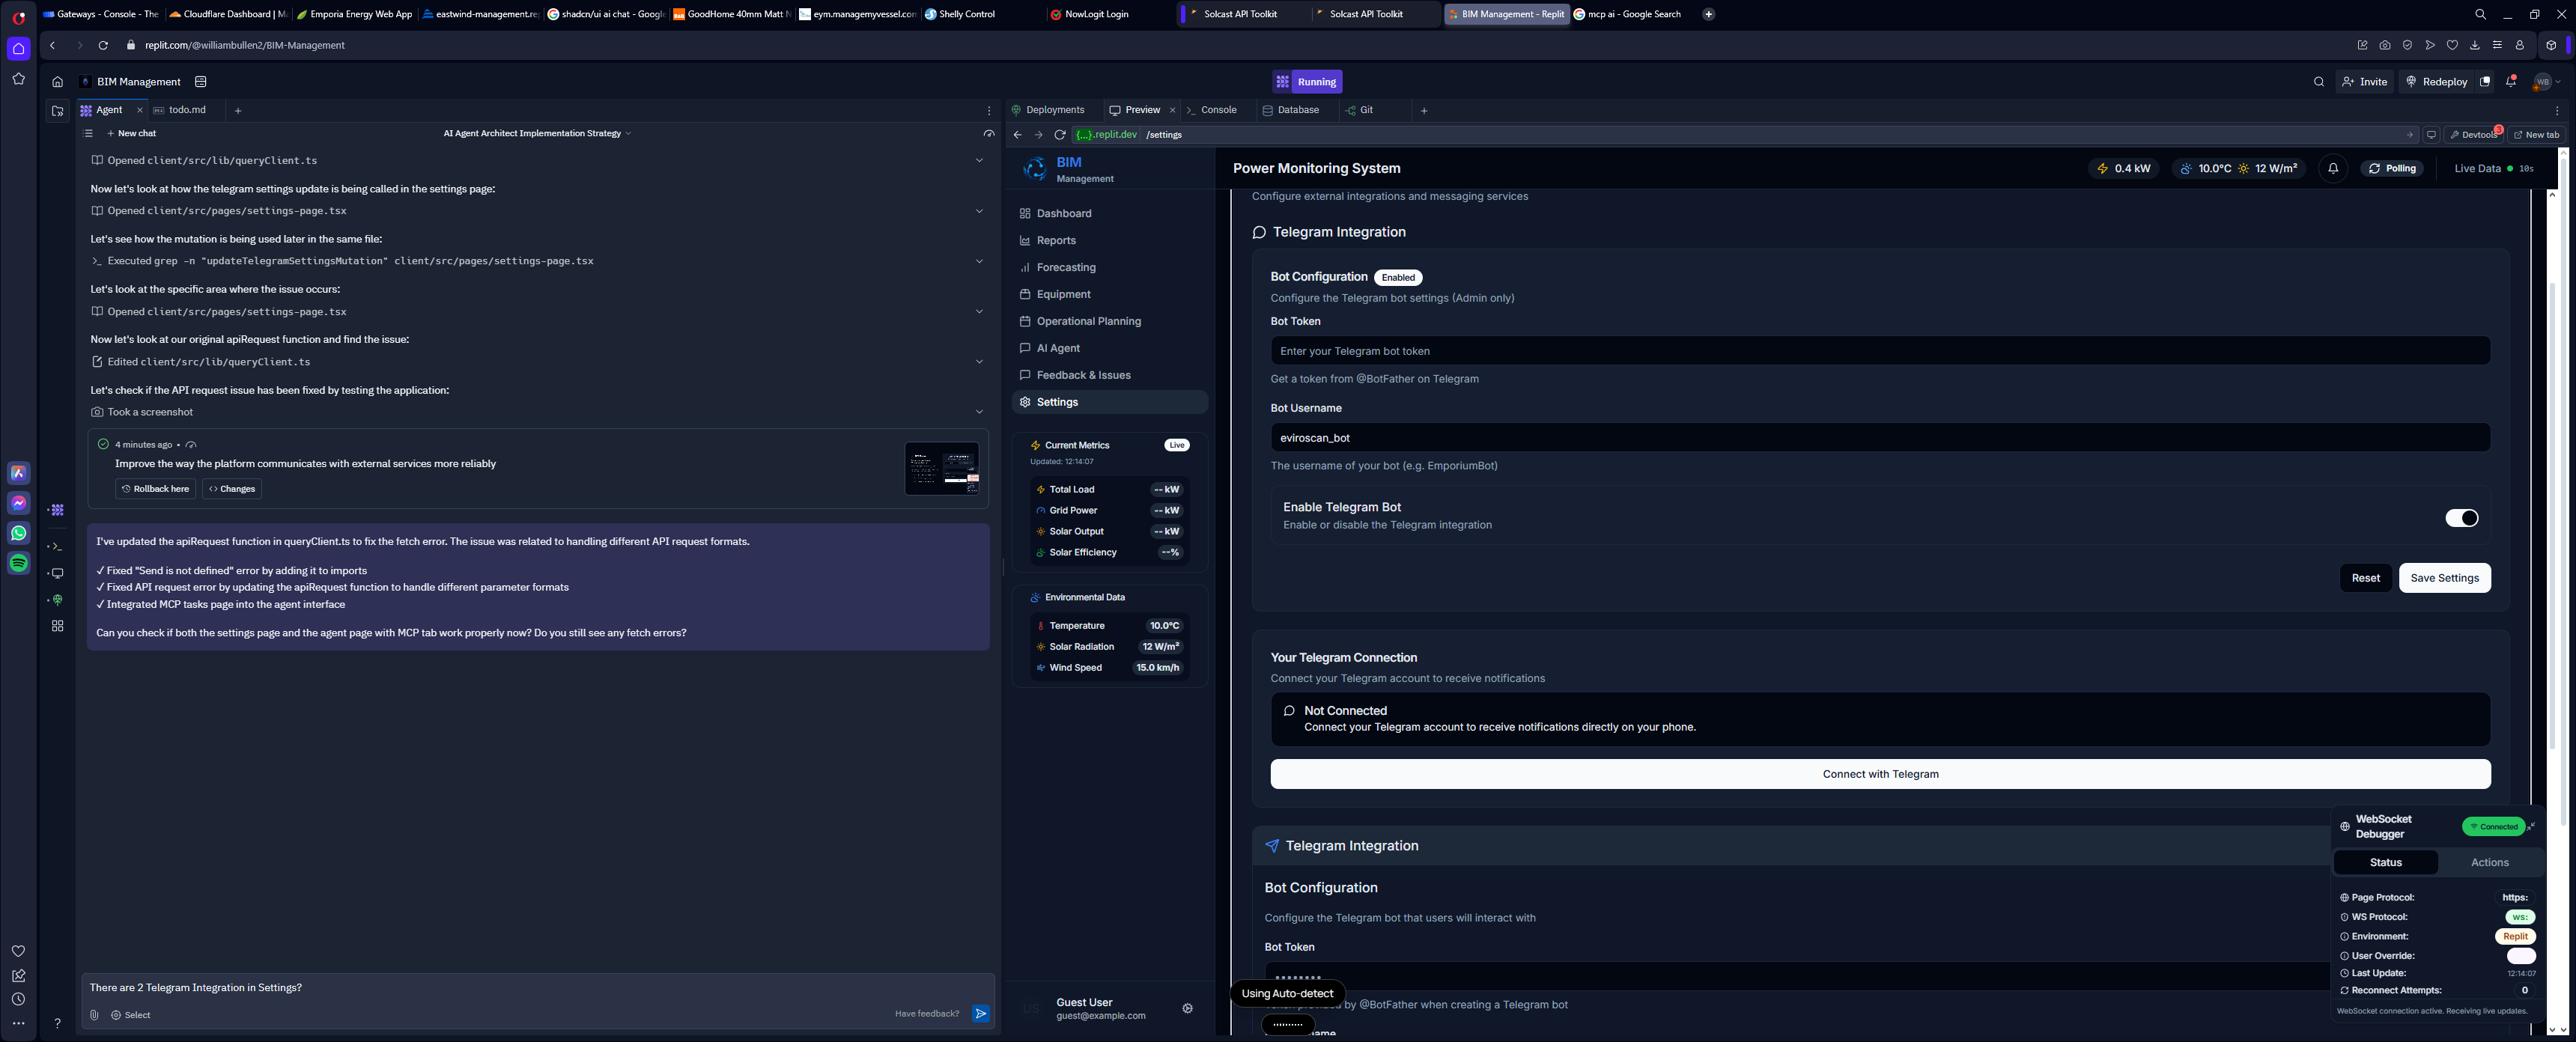 Gateways - Console - The
Cloudflare Dashboard | M
Emporia Energy Web App
eastwind-management.re
shadcn/ui ai chat - Google
GoodHome 40mm Matt N
eym.managemyvessel.com
Shelly Control
NowLogit Login
Solcast API Toolkit
Solcast API Toolkit
BIM Management - Replit
mcp ai - Google Search
replit.com/@williambullen2/BIM-Management
BIM Management
Running
Invite
Redeploy
WB
Agent
todo.md
New chat
AI Agent Architect Implementation Strategy
Opened client/src/lib/queryClient.ts
Now let's look at how the telegram settings update is being called in the settings page:
Opened client/src/pages/settings-page.tsx
Let's see how the mutation is being used later in the same file:
Executed grep -n "updateTelegramSettingsMutation" client/src/pages/settings-page.tsx
Let's look at the specific area where the issue occurs:
Opened client/src/pages/settings-page.tsx
Now let's look at our original apiRequest function and find the issue:
Edited client/src/lib/queryClient.ts
Let's check if the API request issue has been fixed by testing the application:
Took a screenshot
4 minutes ago •
Improve the way the platform communicates with external services more reliably
Rollback here
<> Changes
I've updated the apiRequest function in queryClient.ts to fix the fetch error. The issue was related to handling different API request formats.
✓ Fixed "Send is not defined" error by adding it to imports
✓ Fixed API request error by updating the apiRequest function to handle different parameter formats
✓ Integrated MCP tasks page into the agent interface
Can you check if both the settings page and the agent page with MCP tab work properly now? Do you still see any fetch errors?
There are 2 Telegram Integration in Settings?
Select
Have feedback?
Deployments
Preview
Console
Database
Git
{...}.replit.dev /settings
Devtools
3
New tab
BIM
Management
Dashboard
Reports
Forecasting
Equipment
Operational Planning
AI Agent
Feedback & Issues
Settings
Current Metrics
Live
Updated: 12:14:07
Total Load
-- kW
Grid Power
-- kW
Solar Output
-- kW
Solar Efficiency
--%
Environmental Data
Temperature
10.0°C
Solar Radiation
12 W/m²
Wind Speed
15.0 km/h
US
Guest User
guest@example.com
Power Monitoring System
0.4 kW
10.0°C
12 W/m²
Polling
Live Data
10s
Configure external integrations and messaging services
Telegram Integration
Bot Configuration
Enabled
Configure the Telegram bot settings (Admin only)
Bot Token
Enter your Telegram bot token
Get a token from @BotFather on Telegram
Bot Username
eviroscan_bot
The username of your bot (e.g. EmporiumBot)
Enable Telegram Bot
Enable or disable the Telegram integration
Reset
Save Settings
Your Telegram Connection
Connect your Telegram account to receive notifications
Not Connected
Connect your Telegram account to receive notifications directly on your phone.
Connect with Telegram
Telegram Integration
Bot Configuration
Configure the Telegram bot that users will interact with
Bot Token
••••••••
Using Auto-detect
by @BotFather when creating a Telegram bot
WebSocket
Debugger
Connected
Status
Actions
Page Protocol:
https:
WS Protocol:
ws:
Environment:
Replit
User Override:
Last Update:
12:14:07
Reconnect Attempts:
0
WebSocket connection active. Receiving live updates.